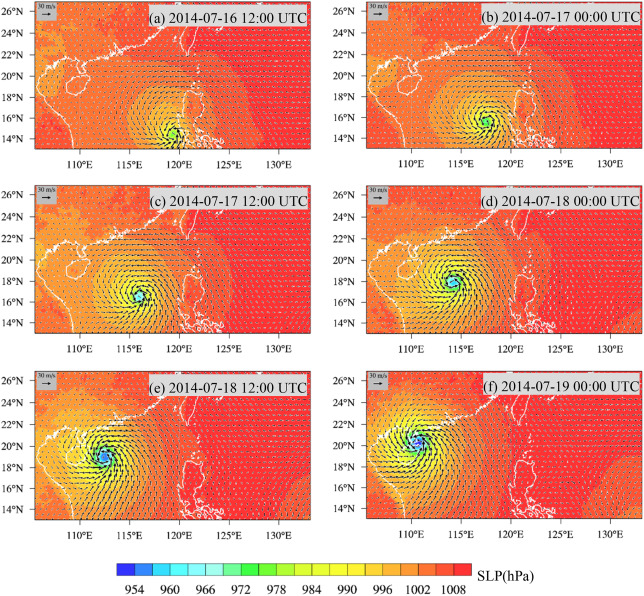 30 m/s
(a) 2014-07-16 12:00 UTC
30 m/s
(b) 2014-07-17 00:00 UTC
26°N
24°N
22°N
20°N
18°N
16°N
14°N
110°E 115°E 120°E 125°E 130°E
26°N
24°N
22°N
20°N
18°N
16°N
14°N
110°E 115°E 120°E 125°E 130°E
30 m/s
(c) 2014-07-17 12:00 UTC
30 m/s
(d) 2014-07-18 00:00 UTC
26°N
24°N
22°N
20°N
18°N
16°N
14°N
110°E 115°E 120°E 125°E 130°E
26°N
24°N
22°N
20°N
18°N
16°N
14°N
110°E 115°E 120°E 125°E 130°E
30 m/s
(e) 2014-07-18 12:00 UTC
30 m/s
(f) 2014-07-19 00:00 UTC
26°N
24°N
22°N
20°N
18°N
16°N
14°N
110°E 115°E 120°E 125°E 130°E
26°N
24°N
22°N
20°N
18°N
16°N
14°N
110°E 115°E 120°E 125°E 130°E
SLP(hPa)
954 960 966 972 978 984 990 996 1002 1008